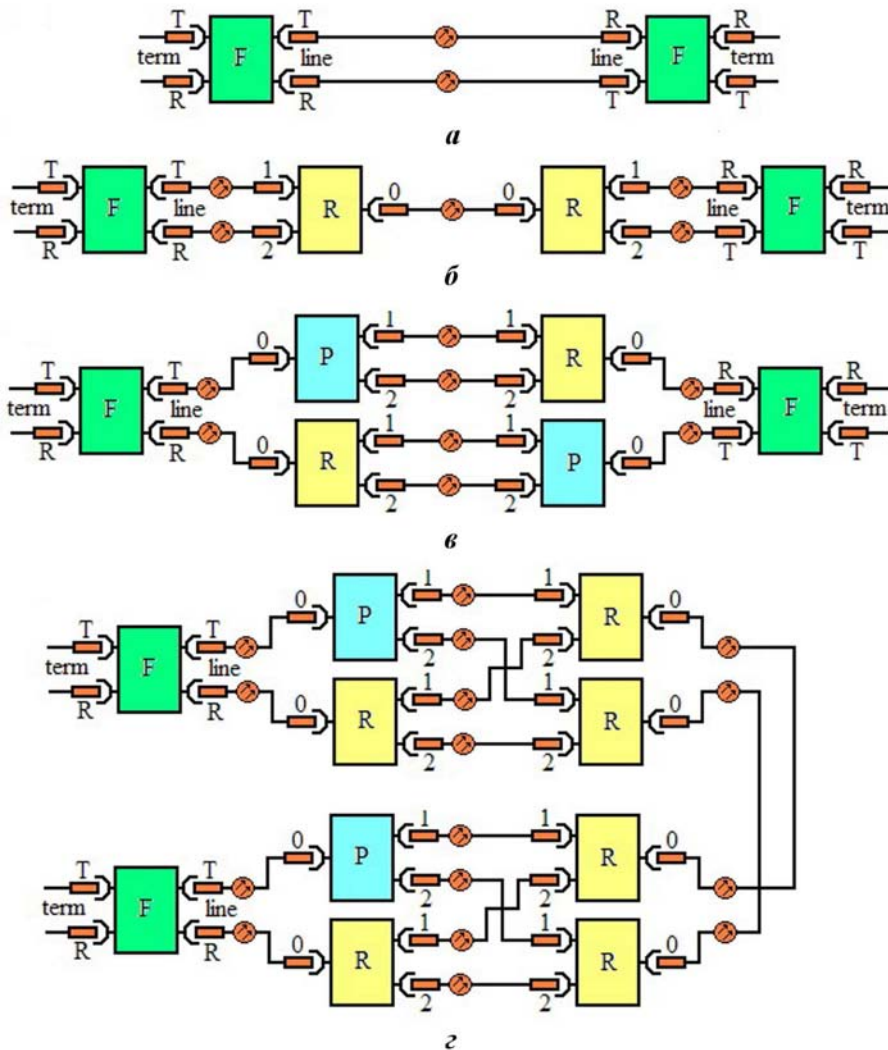 T T R R
F F
term line line term
R R T T
а
T T 1 1 R R
0 0
F R R F
term line line term
R R 2 2 T T
б
1 1
0 0
T T P R R R
2 2
F F
term line line term
1 1
R R 0 0 T T
R P
2 2
в
1 1
0 0
T T P R
2 2
F
term line
1 1
R R 0 0
R R
2 2
1 1
0 0
T T P R
2 2
F
term line
1 1
R R 0 0
R R
2 2
г